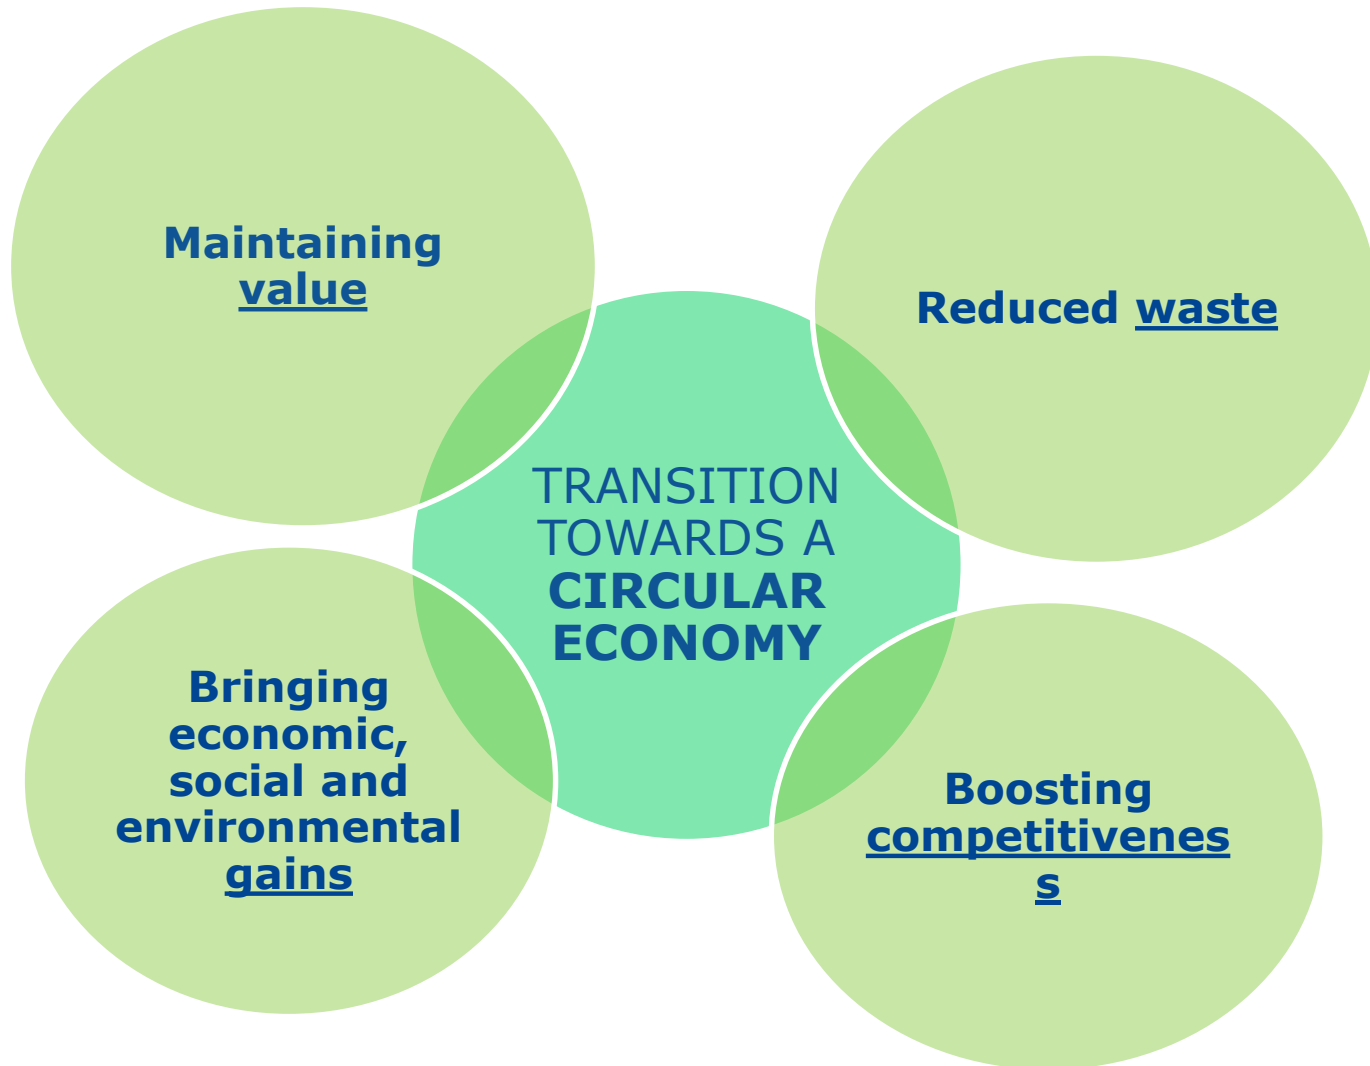 Maintaining
value
Reduced waste
TRANSITION
TOWARDS A
CIRCULAR
ECONOMY
Bringing
economic,
social and
environmental
gains
Boosting
competitivenes
s